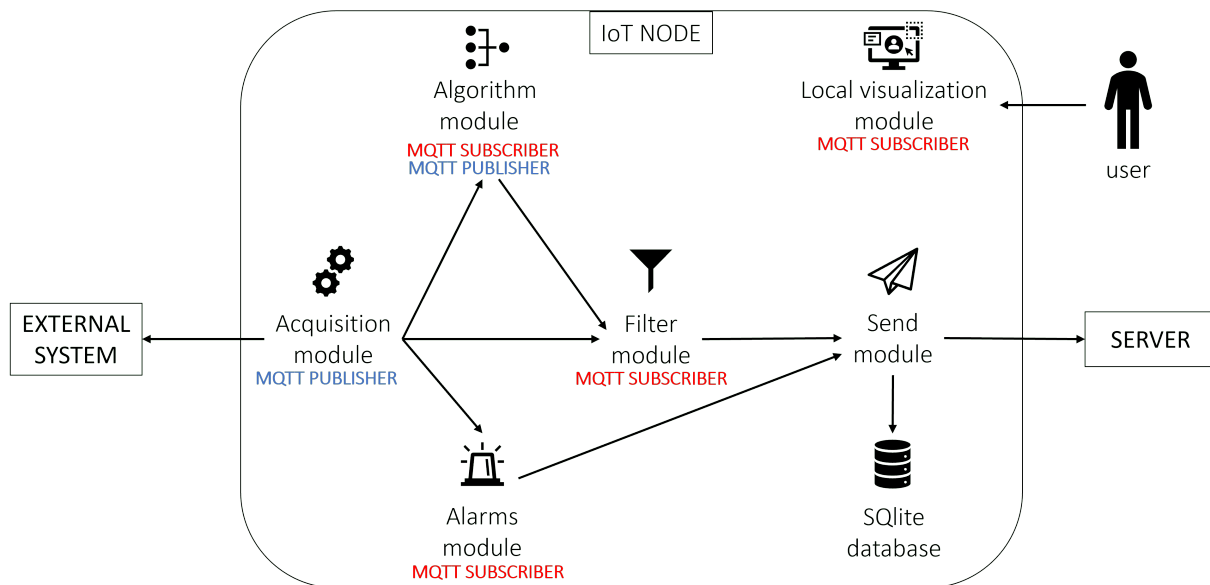 IoT NODE
Algorithm
module
MQTT SUBSCRIBER
MQTT PUBLISHER
Local visualization
module
MQTT SUBSCRIBER
user
EXTERNAL
SYSTEM
Acquisition
module
MQTT PUBLISHER
Filter
module
MQTT SUBSCRIBER
Send
module
SERVER
Alarms
module
MQTT SUBSCRIBER
SQlite
database